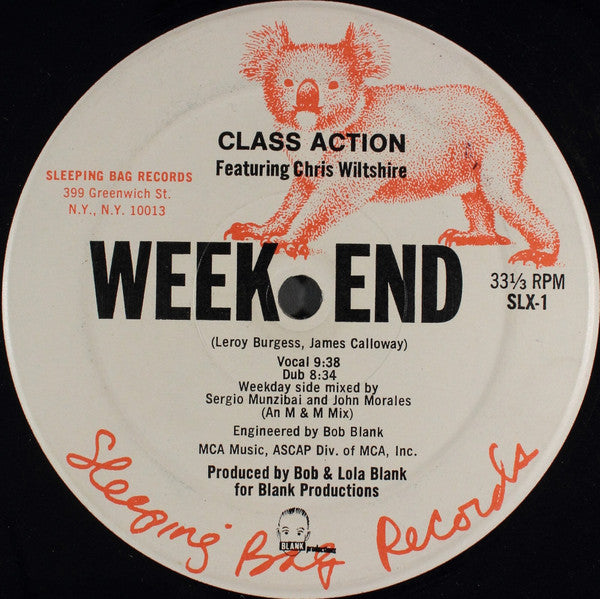 CLASS ACTION
Featuring Chris Wiltshire
SLEEPING BAG RECORDS
399 Greenwich St.
N.Y., N.Y. 10013
WEEK END
33⅓ RPM
SLX-1
(Leroy Burgess, James Calloway)
Vocal 9:38
Dub 8:34
Weekday side mixed by
Sergio Munzibai and John Morales
(An M & M Mix)
Engineered by Bob Blank
MCA Music, ASCAP Div. of MCA, Inc.
Produced by Bob & Lola Blank
for Blank Productions
BLANK productions
Sleeping Bag Records